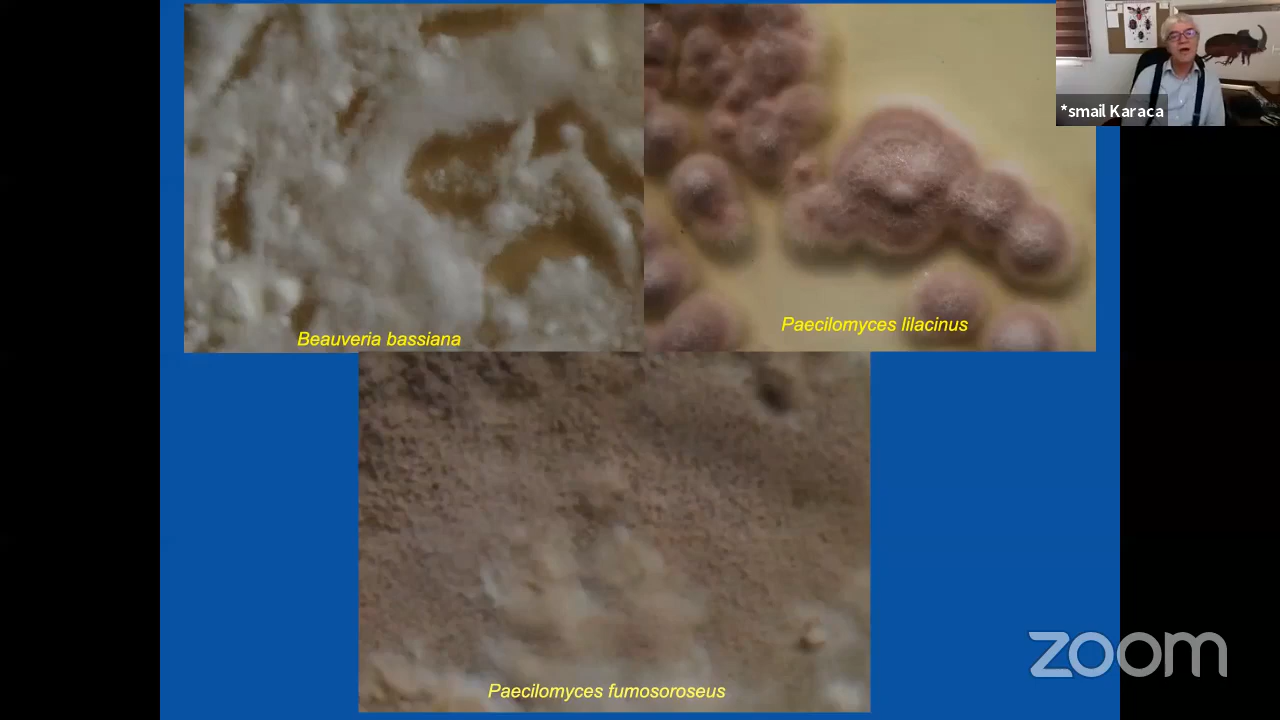 *smail Karaca
Beauveria bassiana
Paecilomyces lilacinus
Paecilomyces fumosoroseus
zoom